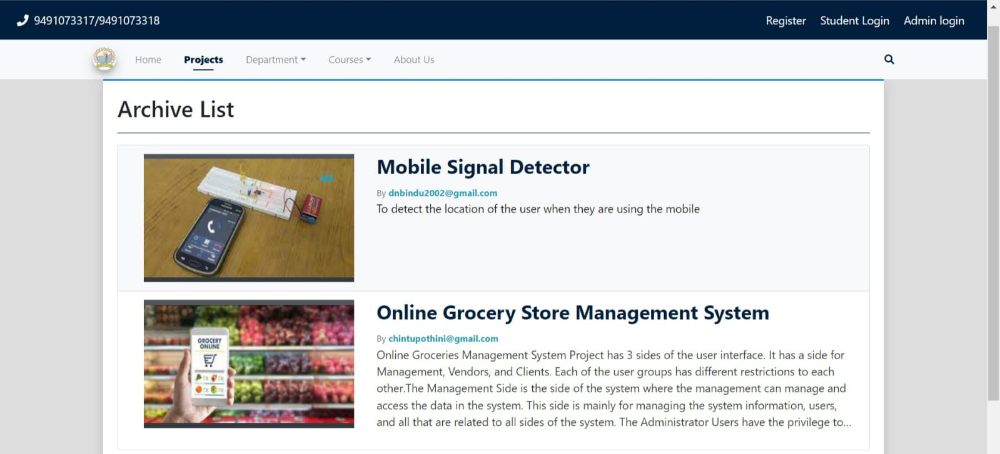 9491073317/9491073318
Register Student Login Admin login
Home Projects Department Courses About Us
Archive List
Mobile Signal Detector
By dnbindu2002@gmail.com
To detect the location of the user when they are using the mobile
GROCERY
ONLINE
Online Grocery Store Management System
By chintupothini@gmail.com
Online Groceries Management System Project has 3 sides of the user interface. It has a side for
Management, Vendors, and Clients. Each of the user groups has different restrictions to each
other.The Management Side is the side of the system where the management can manage and
access the data in the system. This side is mainly for managing the system information, users,
and all that are related to all sides of the system. The Administrator Users have the privilege to...